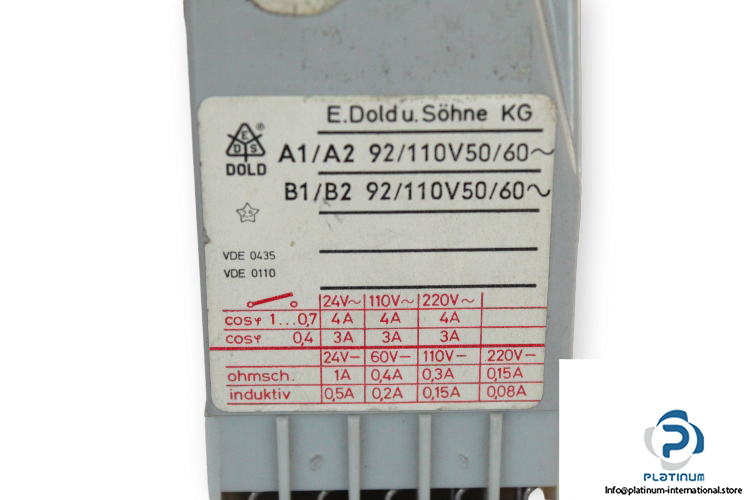 E.Dold u. Söhne KG
E
D S
®
DOLD
A1/A2 92/110V50/60~
B1/B2 92/110V50/60~
VDE 0435
VDE 0110
24V~ 110V~ 220V~
cosφ 1...0,7 4A 4A 4A
cosφ 0,4 3A 3A 3A
24V− 60V− 110V− 220V−
ohmsch. 1A 0,4A 0,3A 0,15A
induktiv 0,5A 0,2A 0,15A 0,08A
PLATINUM
Info@platinum-international.store